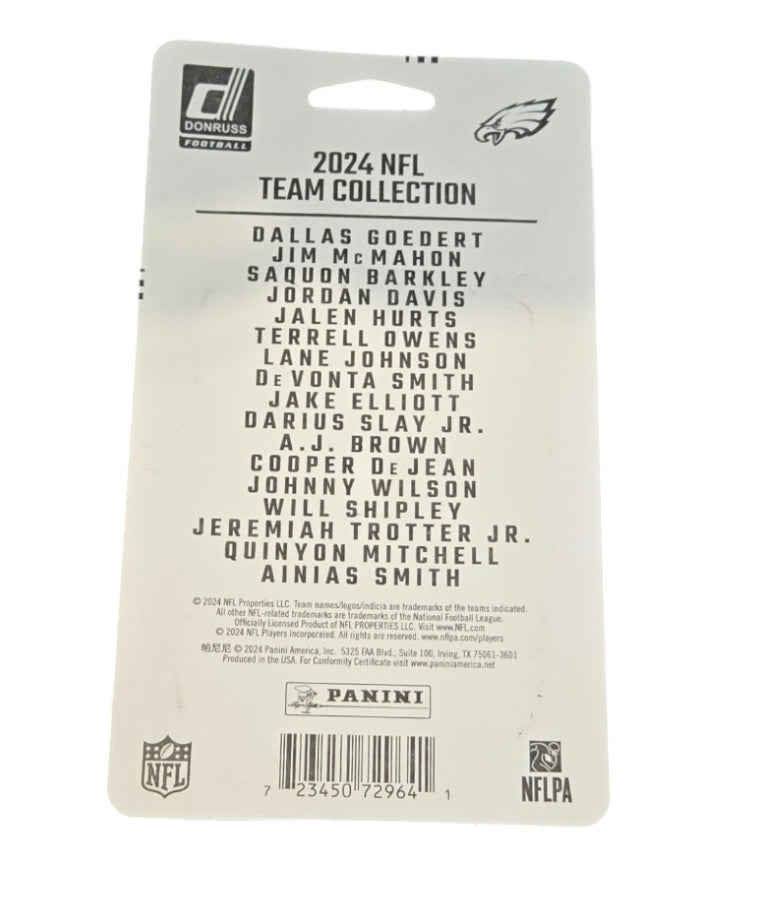 DONRUSS
FOOTBALL
2024 NFL
TEAM COLLECTION
DALLAS GOEDERT
JIM McMAHON
SAQUON BARKLEY
JORDAN DAVIS
JALEN HURTS
TERRELL OWENS
LANE JOHNSON
DeVONTA SMITH
JAKE ELLIOTT
DARIUS SLAY JR.
A.J. BROWN
COOPER DeJEAN
JOHNNY WILSON
WILL SHIPLEY
JEREMIAH TROTTER JR.
QUINYON MITCHELL
AINIAS SMITH
© 2024 NFL Properties LLC. Team names/logos/indicia are trademarks of the teams indicated.
All other NFL-related trademarks are trademarks of the National Football League.
Officially Licensed Product of NFL PROPERTIES LLC. Visit www.NFL.com
© 2024 NFL Players Incorporated. All rights are reserved. www.nflpa.com/players
帕尼尼 © 2024 Panini America, Inc. 5325 FAA Blvd., Suite 100, Irving, TX 75061-3601
Produced in the USA. For Conformity Certificate visit www.paniniamerica.net
PANINI
NFL
7 23450 72964 1
NFLPA